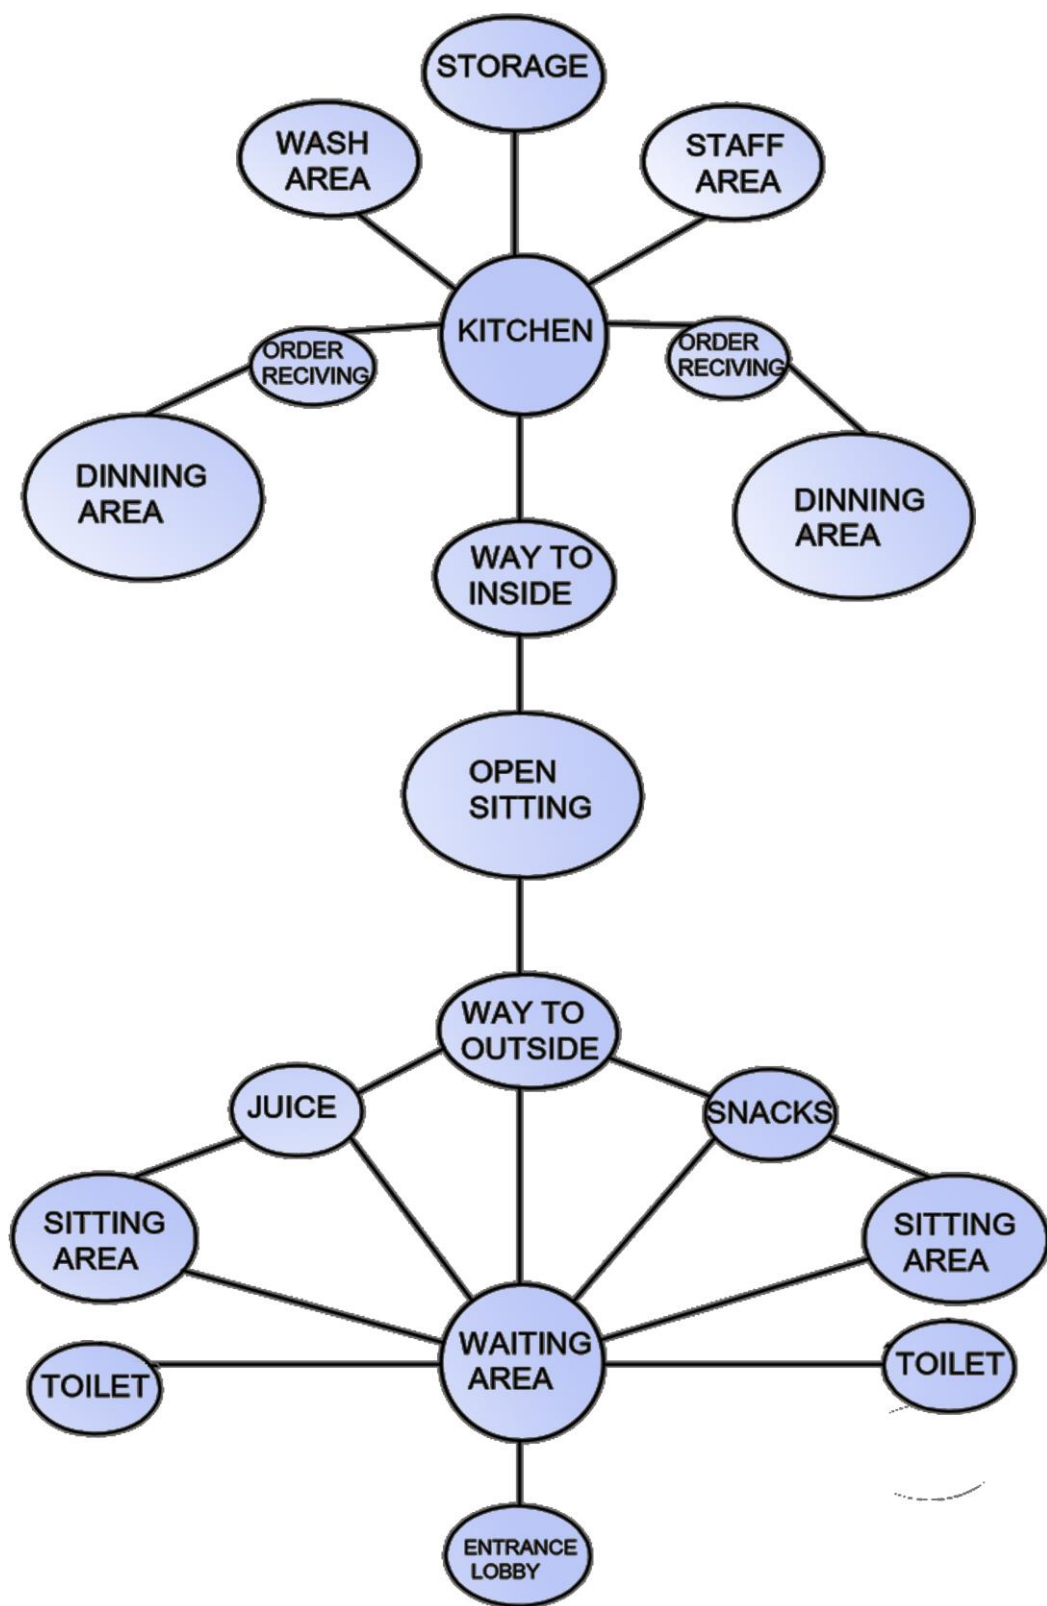 STORAGE
WASH
AREA
STAFF
AREA
KITCHEN
ORDER
RECIVING
ORDER
RECIVING
DINNING
AREA
DINNING
AREA
WAY TO
INSIDE
OPEN
SITTING
WAY TO
OUTSIDE
JUICE
SNACKS
SITTING
AREA
SITTING
AREA
WAITING
AREA
TOILET
TOILET
ENTRANCE
LOBBY